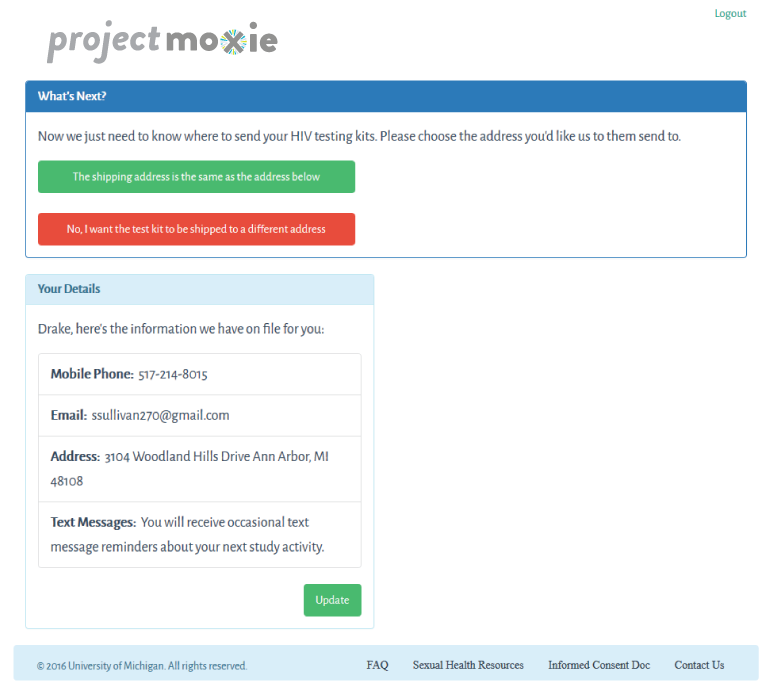 Logout
project moxie
What's Next?
Now we just need to know where to send your HIV testing kits. Please choose the address you'd like us to them send to.
The shipping address is the same as the address below
No, I want the test kit to be shipped to a different address
Your Details
Drake, here's the information we have on file for you:
Mobile Phone: 517-214-8015
Email: ssullivan270@gmail.com
Address: 3104 Woodland Hills Drive Ann Arbor, MI
48108
Text Messages: You will receive occasional text
message reminders about your next study activity.
Update
© 2016 University of Michigan. All rights reserved. FAQ Sexual Health Resources Informed Consent Doc Contact Us